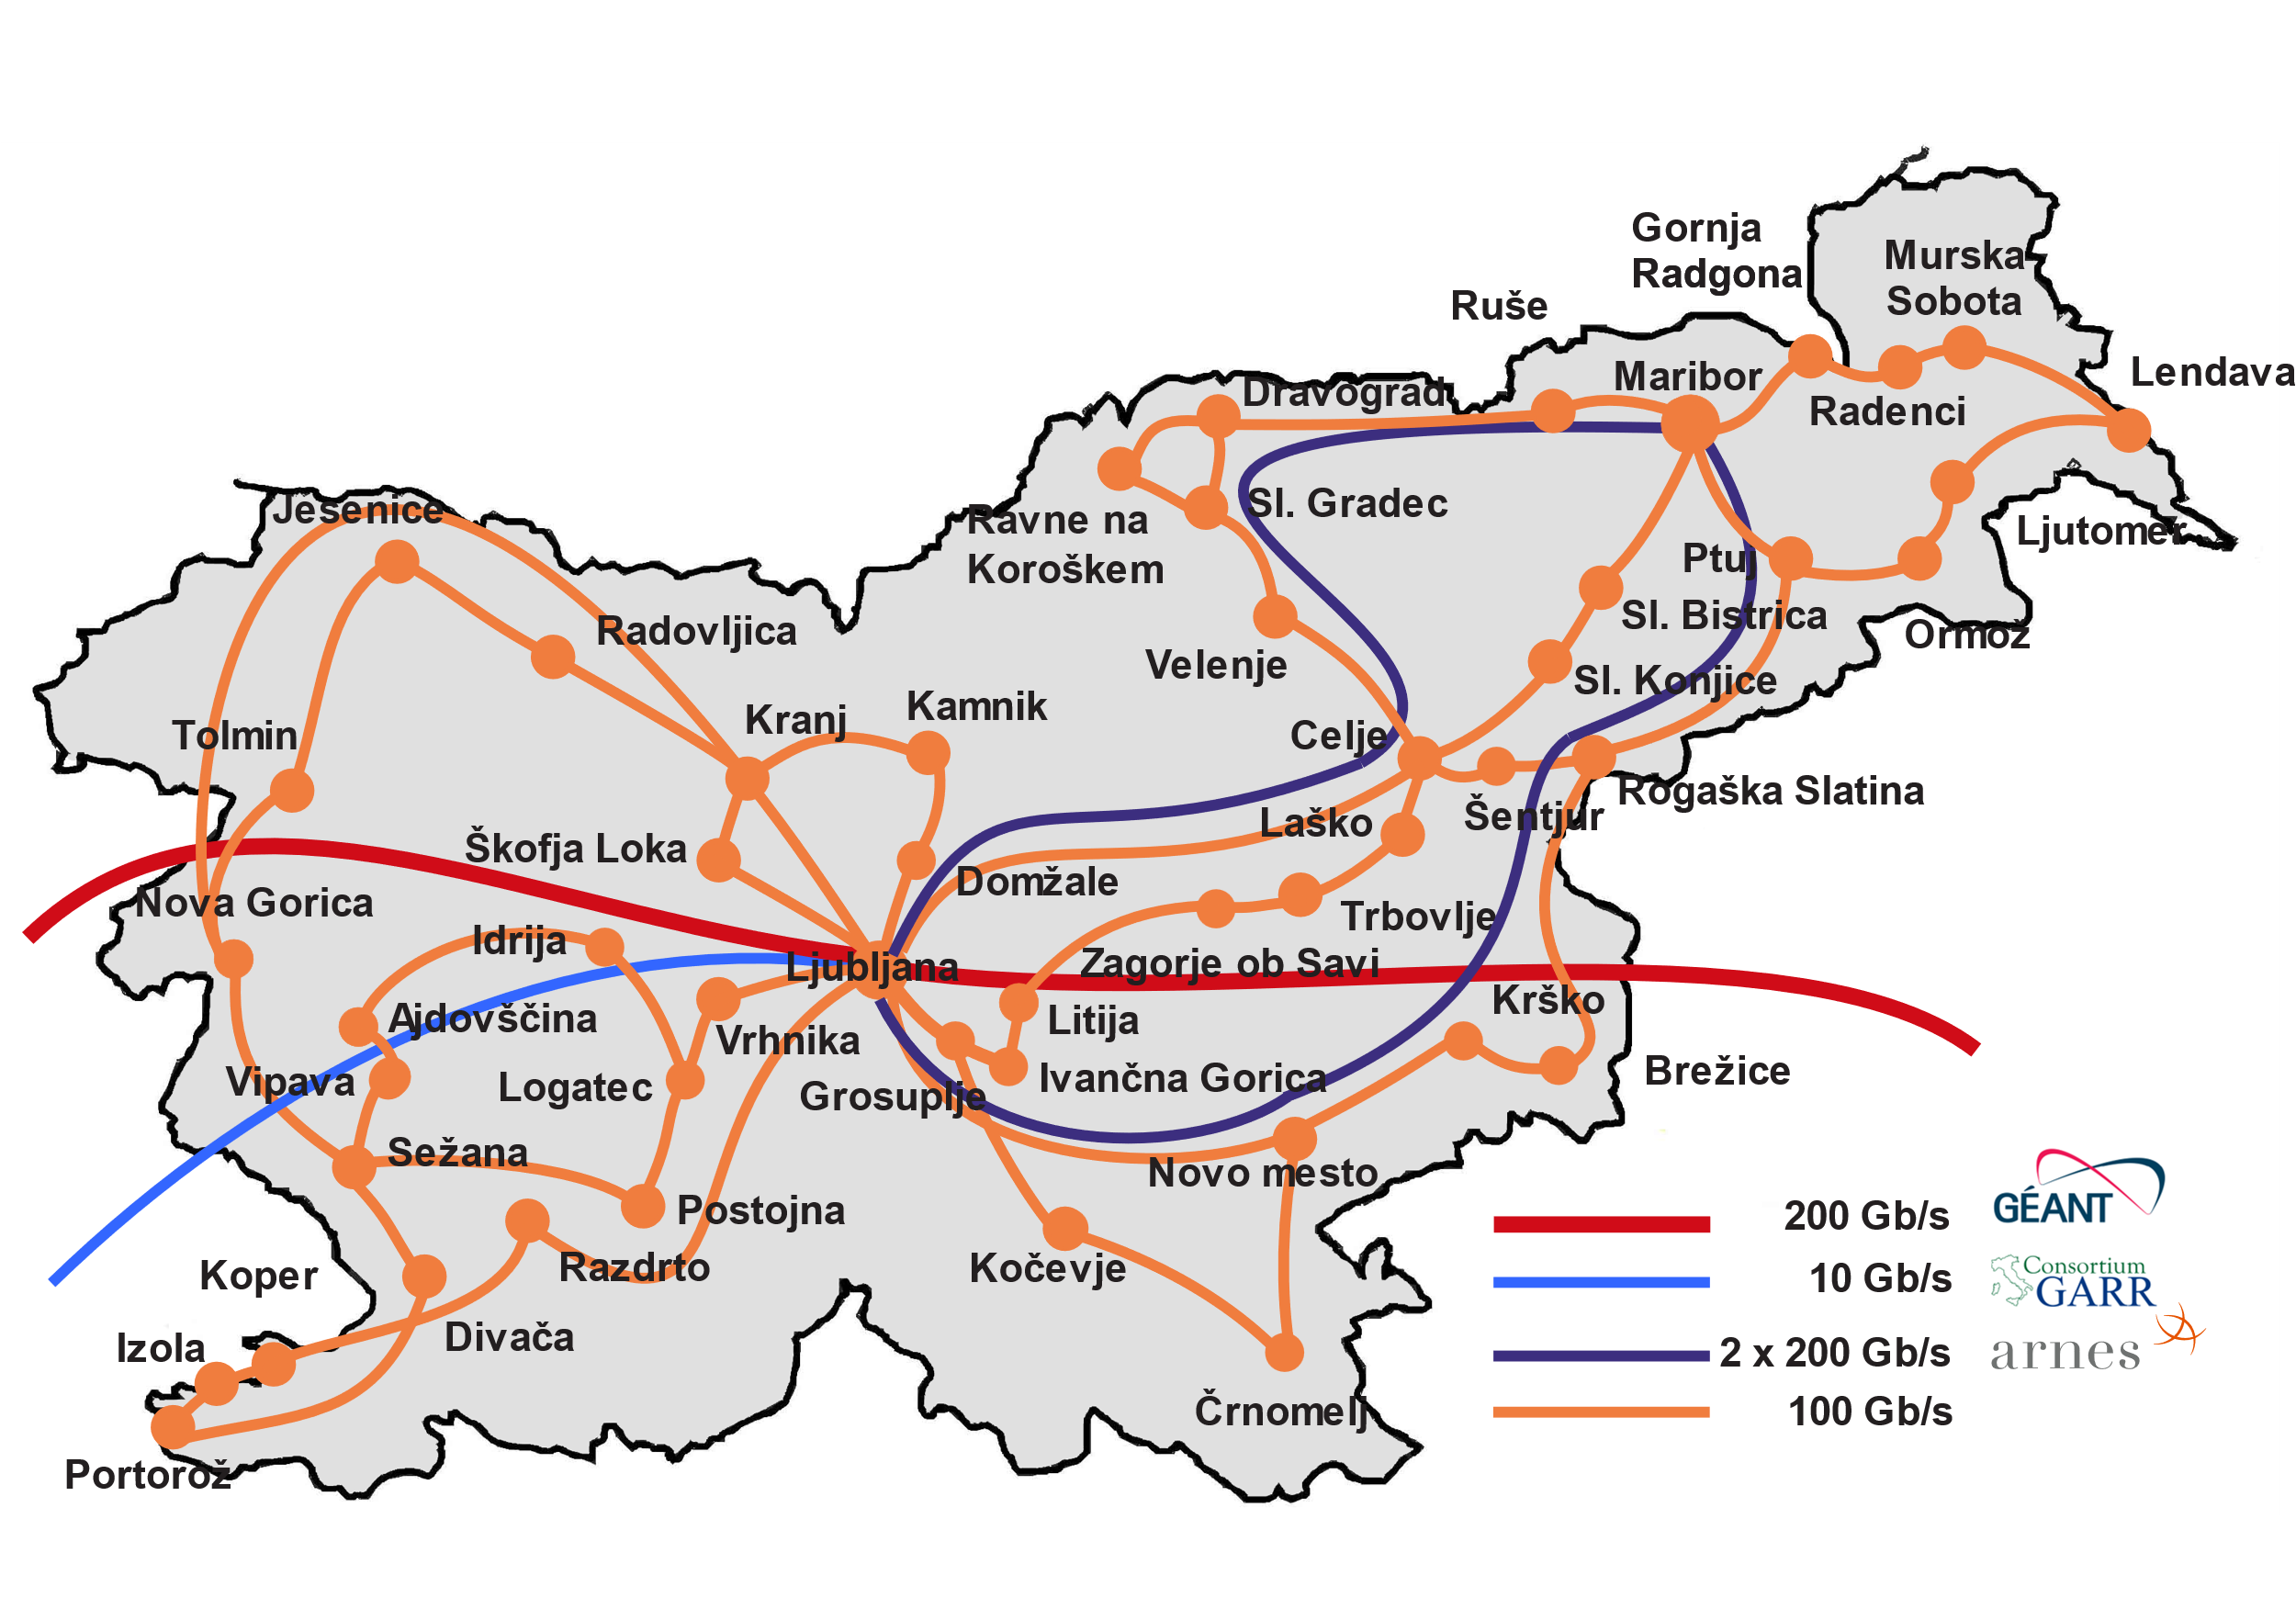 Gornja
Radgona
Murska
Sobota
Ruše
Lendava
Maribor
Dravograd
Radenci
Jesenice
Sl. Gradec
Ravne na
Koroškem
Ljutomer
Ptuj
Sl. Bistrica
Radovljica
Ormož
Velenje
Sl. Konjice
Kamnik
Kranj
Tolmin
Celje
Rogaška Slatina
Šentjur
Laško
Škofja Loka
Domžale
Nova Gorica
Trbovlje
Idrija
Zagorje ob Savi
Ljubljana
Krško
Ajdovščina
Litija
Vrhnika
Brežice
Vipava
Logatec
Ivančna Gorica
Grosuplje
Sežana
Novo mesto
Postojna
Razdrto
Kočevje
Koper
Divača
Izola
Črnomelj
Portorož
200 Gb/s
GÉANT
10 Gb/s
Consortium
GARR
2 x 200 Gb/s
arnes
100 Gb/s